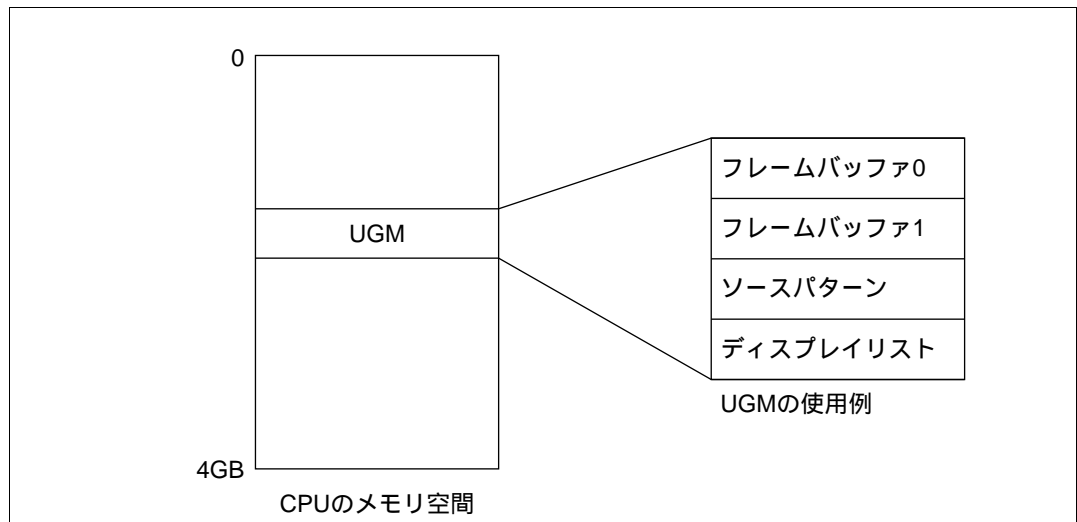 0
UGM
4GB
CPUのメモリ空間
フレームバッファ0
フレームバッファ1
ソースパターン
ディスプレイリスト
UGMの使用例